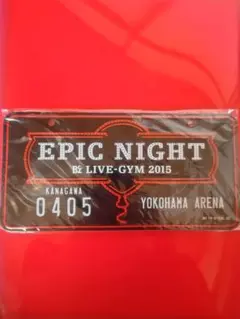 EPIC NIGHT
B'z LIVE-GYM 2015
KANAGAWA
0405 YOKOHAMA ARENA